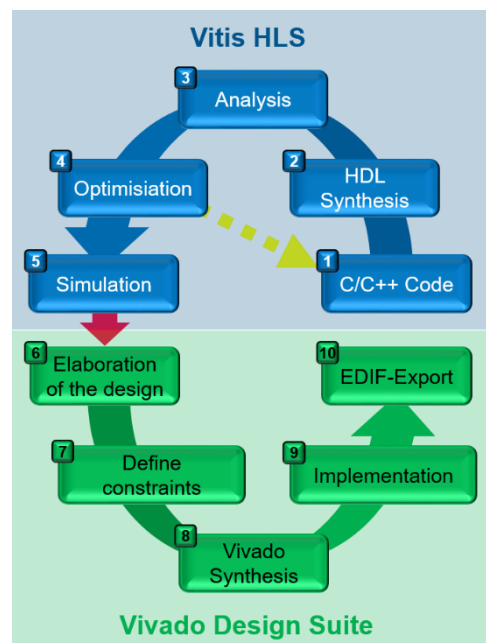 Vitis HLS
3
Analysis
4
Optimisiation
2
HDL
Synthesis
5
Simulation
1
C/C++ Code
6
Elaboration
of the design
10
EDIF-Export
7
Define
constraints
9
Implementation
8
Vivado
Synthesis
Vivado Design Suite